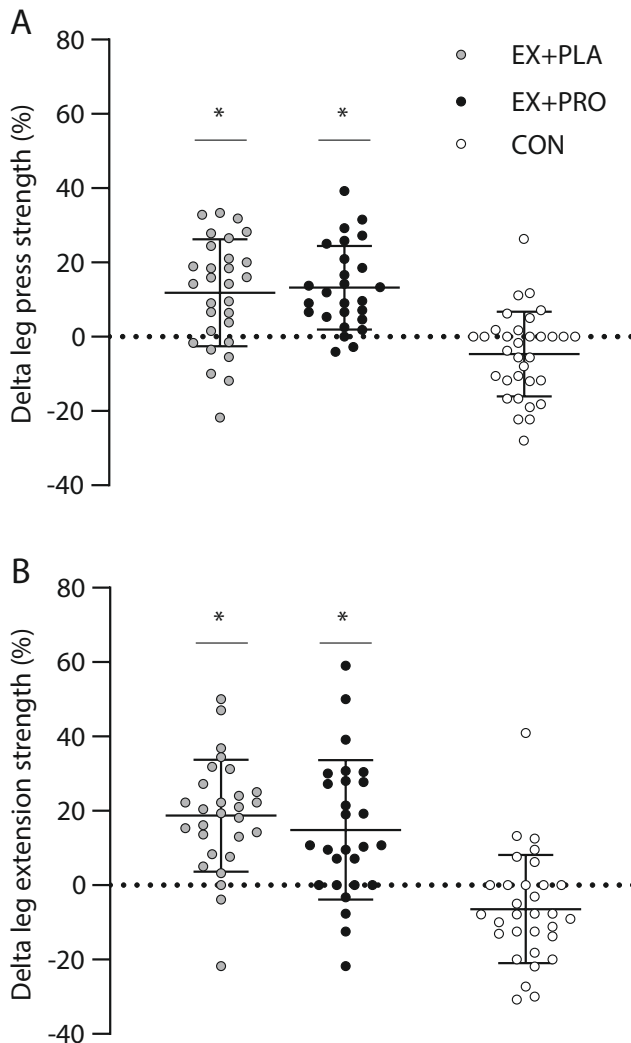 A
80
60
40
20
0
-20
-40
Delta leg press strength (%)
*
*
EX+PLA
EX+PRO
CON
B
80
60
40
20
0
-20
-40
Delta leg extension strength (%)
*
*